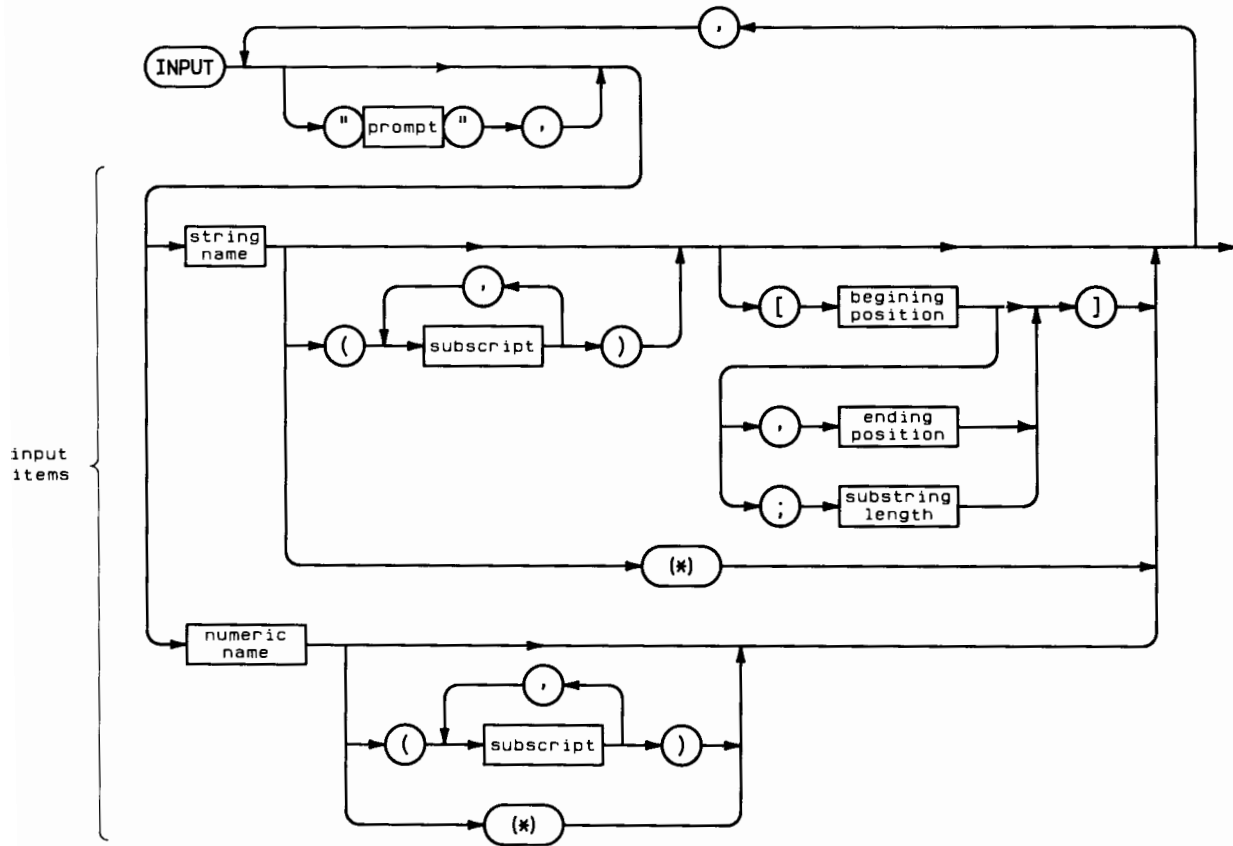 ,
INPUT
" prompt " ,
string
name
,
( subscript )
[ begining
position ]
, ending
position
; substring
length
input
items
(*)
numeric
name
,
( subscript )
(*)